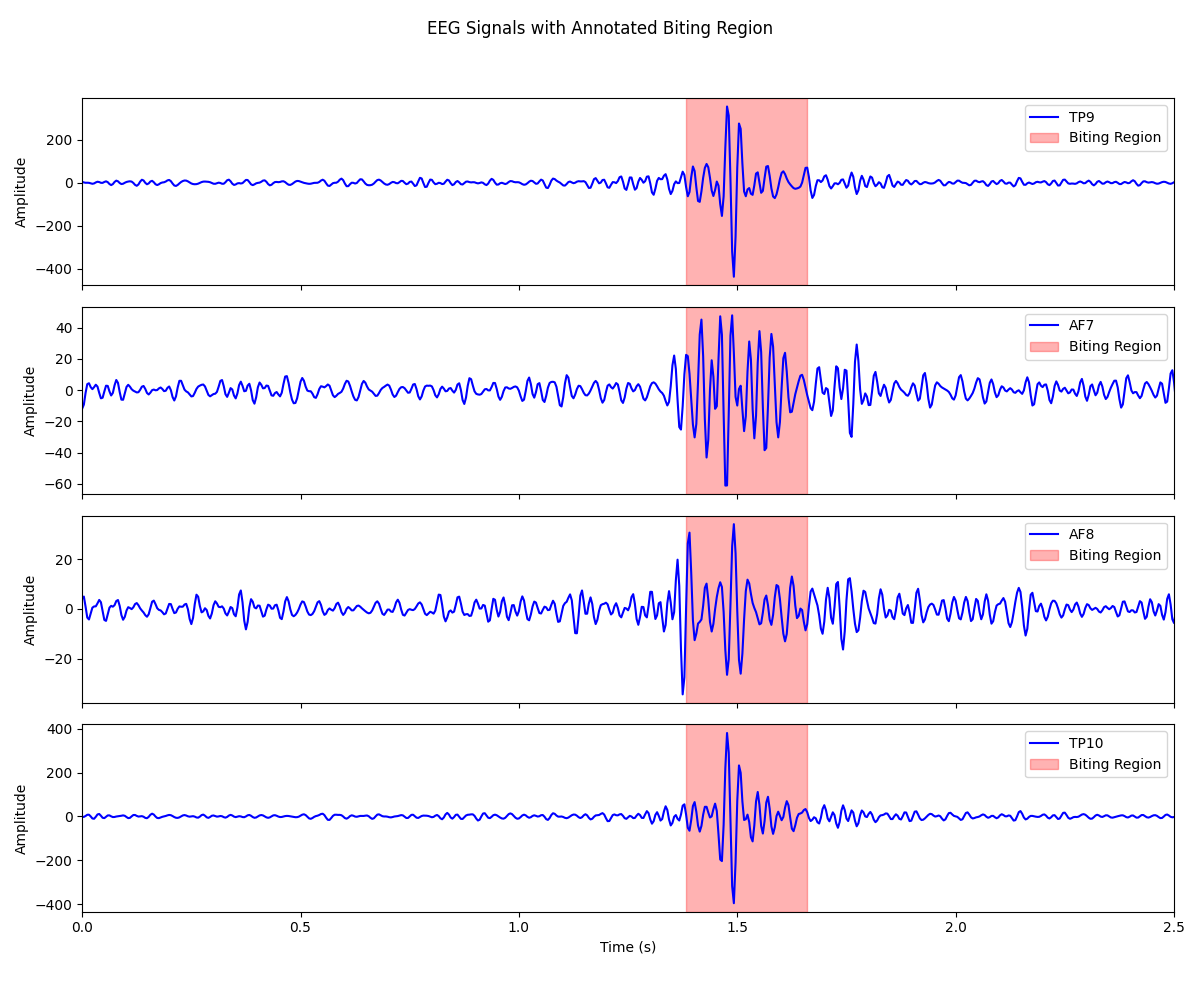 EEG Signals with Annotated Biting Region
Amplitude
200
0
−200
−400
TP9
Biting Region
Amplitude
40
20
0
−20
−40
−60
AF7
Biting Region
Amplitude
20
0
−20
AF8
Biting Region
Amplitude
400
200
0
−200
−400
TP10
Biting Region
0.0 0.5 1.0 1.5 2.0 2.5
Time (s)